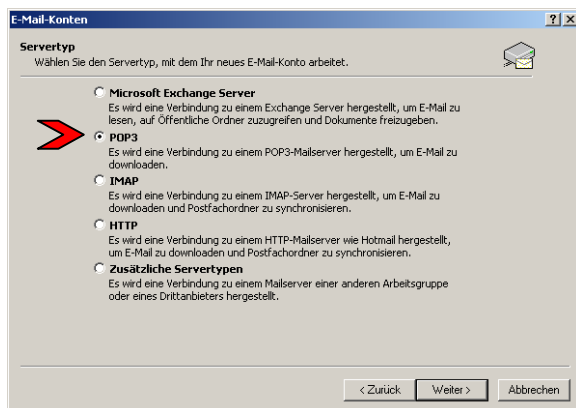 E-Mail-Konten
Servertyp
Wählen Sie den Servertyp, mit dem Ihr neues E-Mail-Konto arbeitet.
Microsoft Exchange Server
Es wird eine Verbindung zu einem Exchange Server hergestellt, um E-Mail zu
lesen, auf Öffentliche Ordner zuzugreifen und Dokumente freizugeben.
POP3
Es wird eine Verbindung zu einem POP3-Mailserver hergestellt, um E-Mail zu
downloaden.
IMAP
Es wird eine Verbindung zu einem IMAP-Server hergestellt, um E-Mail zu
downloaden und Postfachordner zu synchronisieren.
HTTP
Es wird eine Verbindung zu einem HTTP-Mailserver wie Hotmail hergestellt,
um E-Mail zu downloaden und Postfachordner zu synchronisieren.
Zusätzliche Servertypen
Es wird eine Verbindung zu einem Mailserver einer anderen Arbeitsgruppe
oder eines Drittanbieters hergestellt.
< Zurück Weiter > Abbrechen